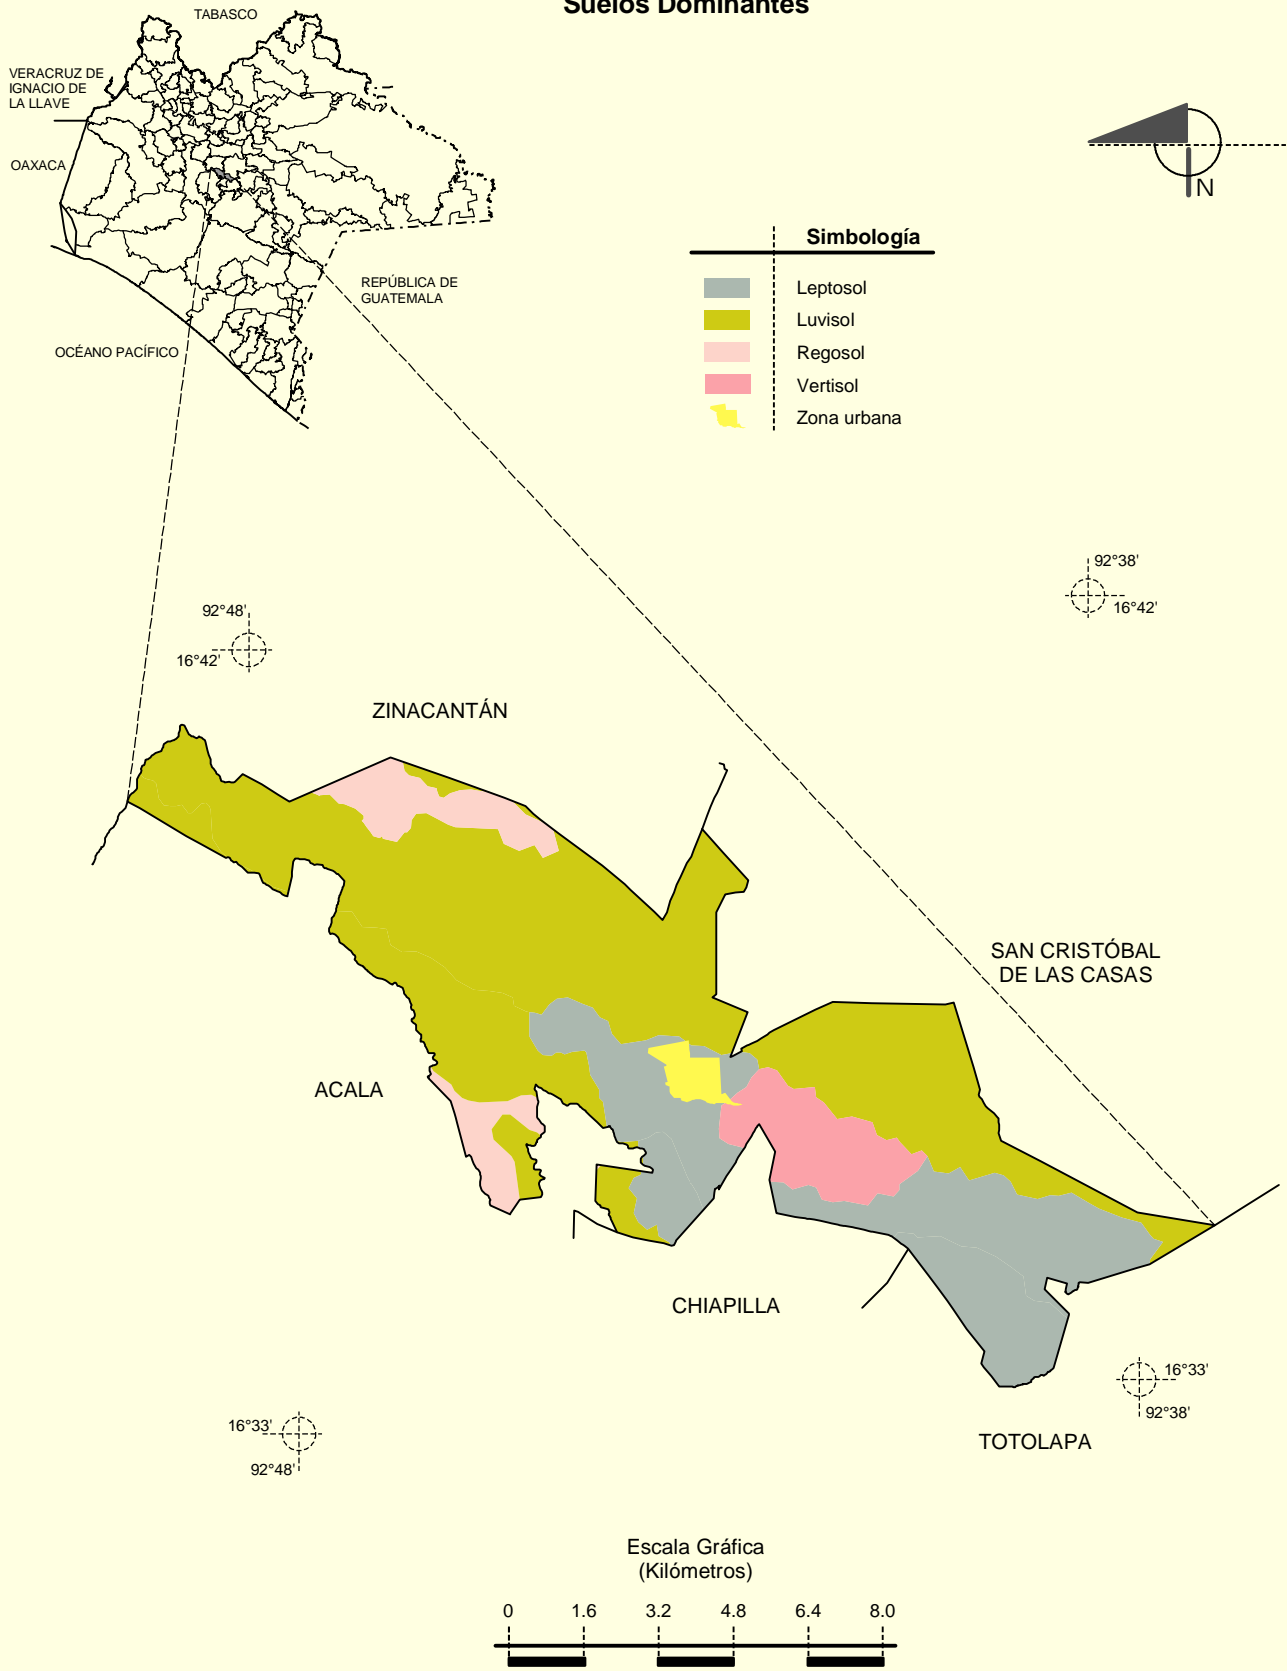 Suelos Dominantes
TABASCO
VERACRUZ DE
IGNACIO DE
LA LLAVE
OAXACA
REPÚBLICA DE
GUATEMALA
OCÉANO PACÍFICO
N
Simbología
Leptosol
Luvisol
Regosol
Vertisol
Zona urbana
92°38'
16°42'
92°48'
16°42'
ZINACANTÁN
SAN CRISTÓBAL
DE LAS CASAS
ACALA
CHIAPILLA
16°33'
92°38'
16°33'
92°48'
TOTOLAPA
Escala Gráfica
(Kilómetros)
0 1.6 3.2 4.8 6.4 8.0